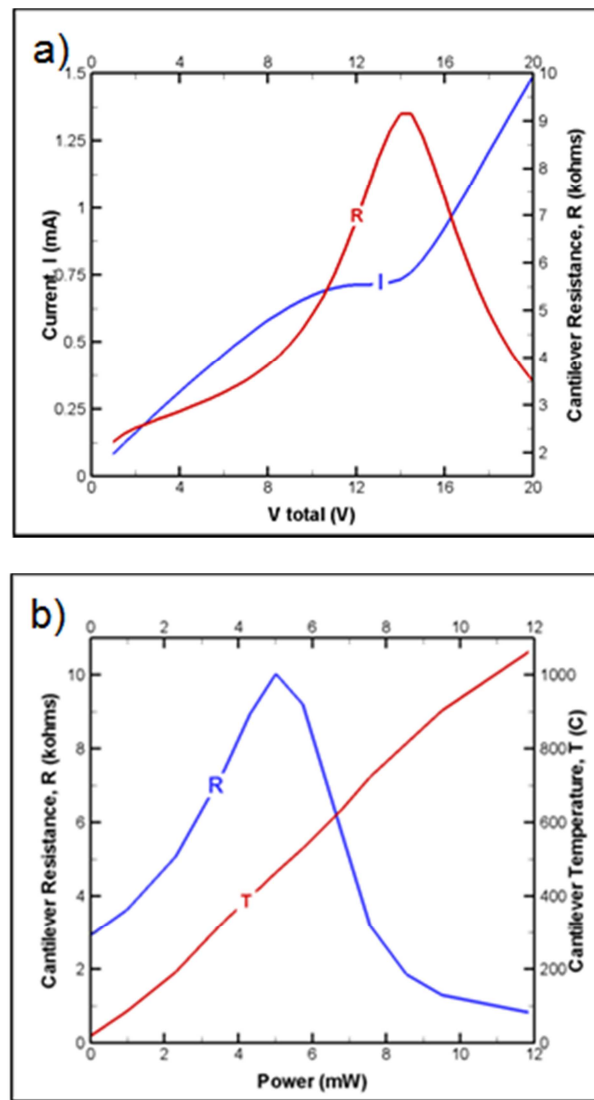 a)
0 4 8 12 16 20
1.5
1.25
1
0.75
0.5
0.25
0
Current, I (mA)
R
I
10
9
8
7
6
5
4
3
2
Cantilever Resistance, R (kohms)
0 4 8 12 16 20
V total (V)
b)
0 2 4 6 8 10 12
10
8
6
4
2
0
Cantilever Resistance, R (kohms)
R
T
1000
800
600
400
200
0
Cantilever Temperature, T (C)
0 2 4 6 8 10 12
Power (mW)